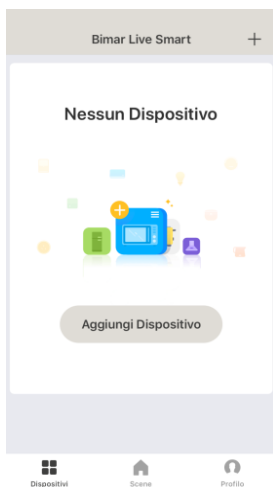 Bimar Live Smart
Nessun Dispositivo
Aggiungi Dispositivo
Dispositivi
Scene
Profilo